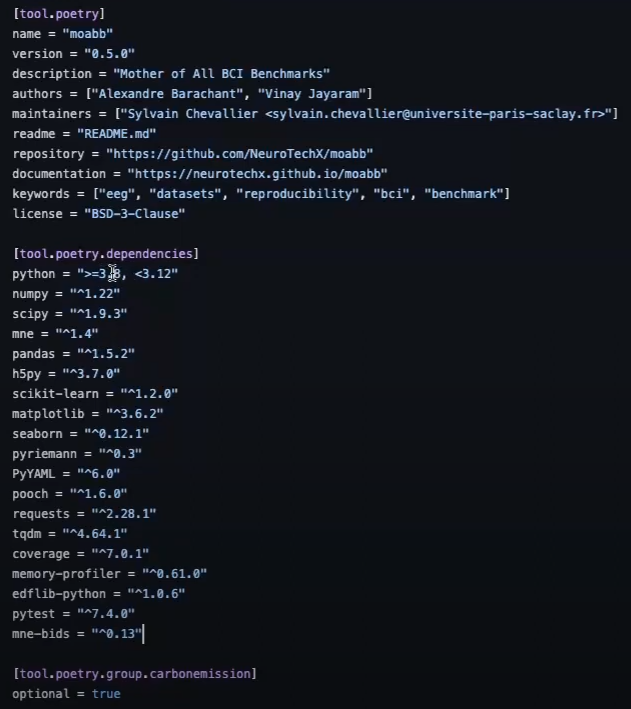 [tool.poetry]
name = "moabb"
version = "0.5.0"
description = "Mother of All BCI Benchmarks"
authors = ["Alexandre Barachant", "Vinay Jayaram"]
maintainers = ["Sylvain Chevallier <sylvain.chevallier@universite-paris-saclay.fr>"]
readme = "README.md"
repository = "https://github.com/NeuroTechX/moabb"
documentation = "https://neurotechx.github.io/moabb"
keywords = ["eeg", "datasets", "reproducibility", "bci", "benchmark"]
license = "BSD-3-Clause"
[tool.poetry.dependencies]
python = ">=3.8, <3.12"
numpy = "^1.22"
scipy = "^1.9.3"
mne = "^1.4"
pandas = "^1.5.2"
h5py = "^3.7.0"
scikit-learn = "^1.2.0"
matplotlib = "^3.6.2"
seaborn = "^0.12.1"
pyriemann = "^0.3"
PyYAML = "^6.0"
pooch = "^1.6.0"
requests = "^2.28.1"
tqdm = "^4.64.1"
coverage = "^7.0.1"
memory-profiler = "^0.61.0"
edflib-python = "^1.0.6"
pytest = "^7.4.0"
mne-bids = "^0.13"
[tool.poetry.group.carbonemission]
optional = true